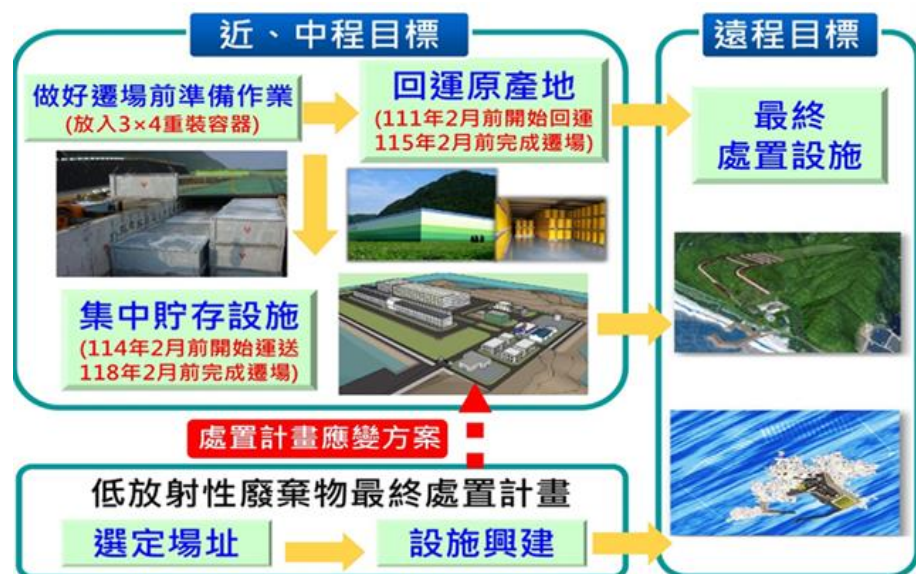 近、中程目標
遠程目標
做好遷場前準備作業
(放入3×4重裝容器)
回運原產地
(111年2月前開始回運
115年2月前完成遷場)
最終
處置設施
集中貯存設施
(114年2月前開始運送
118年2月前完成遷場)
處置計畫應變方案
低放射性廢棄物最終處置計畫
選定場址
設施興建